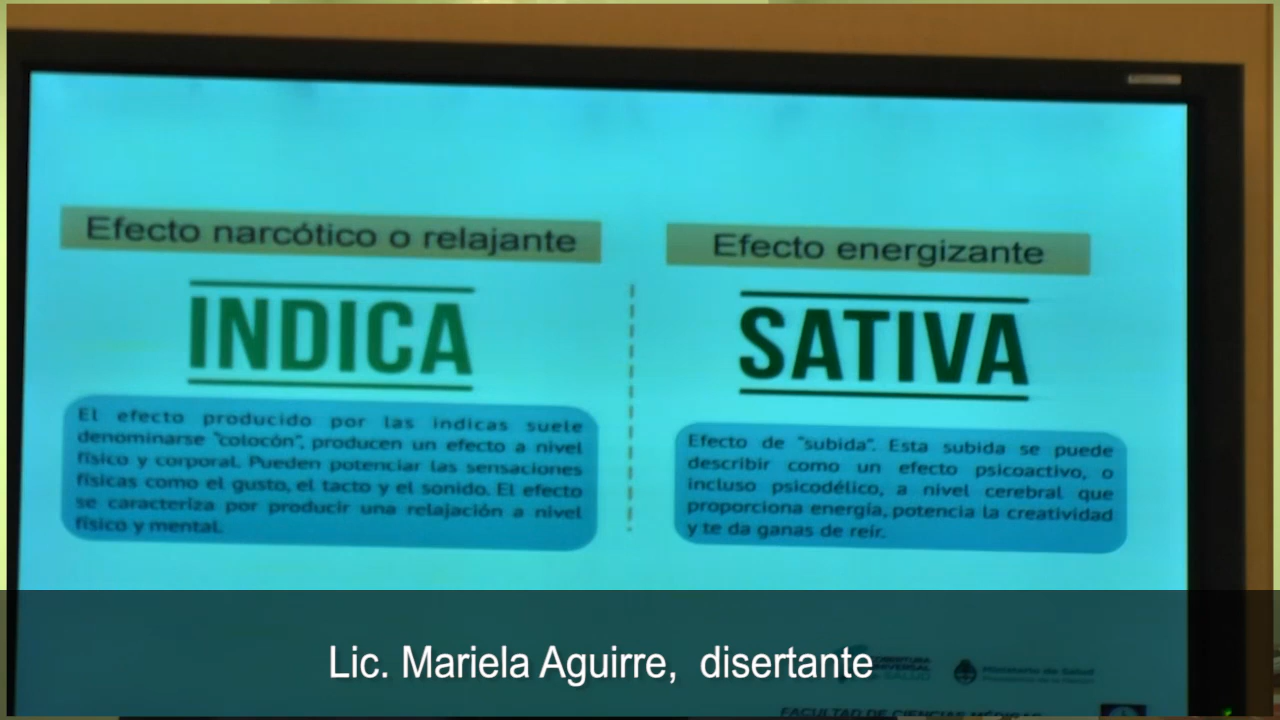 Efecto narcótico o relajante
INDICA
El efecto producido por las indicas suele
denominarse "colocón", producen un efecto a nivel
físico y corporal. Pueden potenciar las sensaciones
físicas como el gusto, el tacto y el sonido. El efecto
se caracteriza por producir una relajación a nivel
físico y mental.
Efecto energizante
SATIVA
Efecto de "subida". Esta subida se puede
describir como un efecto psicoactivo, o
incluso psicodélico, a nivel cerebral que
proporciona energía, potencia la creatividad
y te da ganas de reír.
Lic. Mariela Aguirre, disertante
COBERTURA
UNIVERSAL
DE SALUD
Ministerio de Salud
FACULTAD DE CIENCIAS MÉDICAS